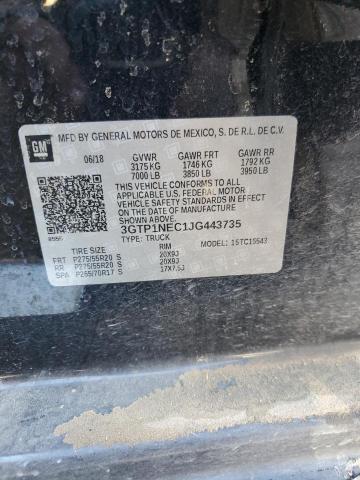 GM
MFD BY GENERAL MOTORS DE MEXICO, S. DE R.L. DE C.V.
06/18 GVWR GAWR FRT GAWR RR
3175 KG 1746 KG 1792 KG
7000 LB 3850 LB 3950 LB
THIS VEHICLE CONFORMS TO ALL APPLICABLE
U.S. FEDERAL MOTOR
VEHICLE SAFETY STANDARDS IN EFFECT ON THE DATE OF MANUFACTURE
SHOWN ABOVE.
3GTP1NEC1JG443735
TYPE: TRUCK
MODEL: 1STC15543
TIRE SIZE RIM
FRT P275/55R20 S 20X9J
RR P275/55R20 S 20X9J
SPA P265/70R17 S 17X7.5J